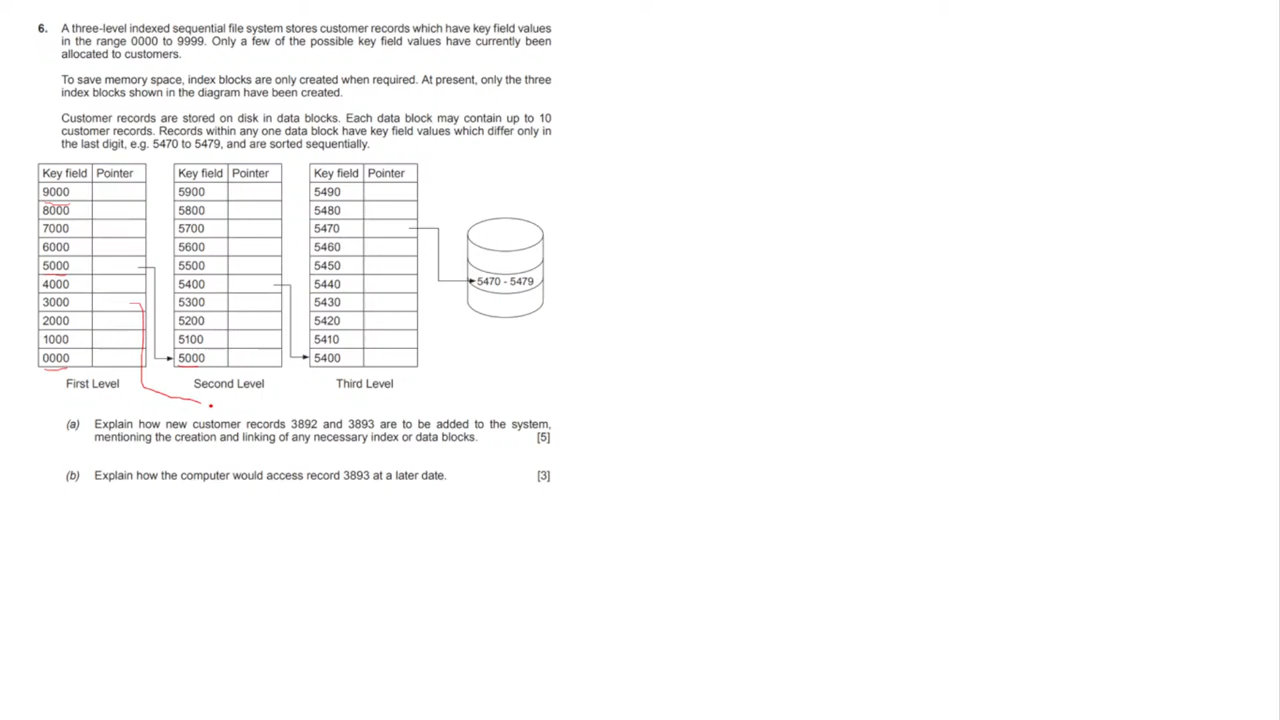 6. A three-level indexed sequential file system stores customer records which have key field values
in the range 0000 to 9999. Only a few of the possible key field values have currently been
allocated to customers.
To save memory space, index blocks are only created when required. At present, only the three
index blocks shown in the diagram have been created.
Customer records are stored on disk in data blocks. Each data block may contain up to 10
customer records. Records within any one data block have key field values which differ only in
the last digit, e.g. 5470 to 5479, and are sorted sequentially.
Key field Pointer
9000
8000
7000
6000
5000
4000
3000
2000
1000
0000
First Level
Key field Pointer
5900
5800
5700
5600
5500
5400
5300
5200
5100
5000
Second Level
Key field Pointer
5490
5480
5470
5460
5450
5440
5430
5420
5410
5400
Third Level
5470 - 5479
(a) Explain how new customer records 3892 and 3893 are to be added to the system,
mentioning the creation and linking of any necessary index or data blocks. [5]
(b) Explain how the computer would access record 3893 at a later date. [3]